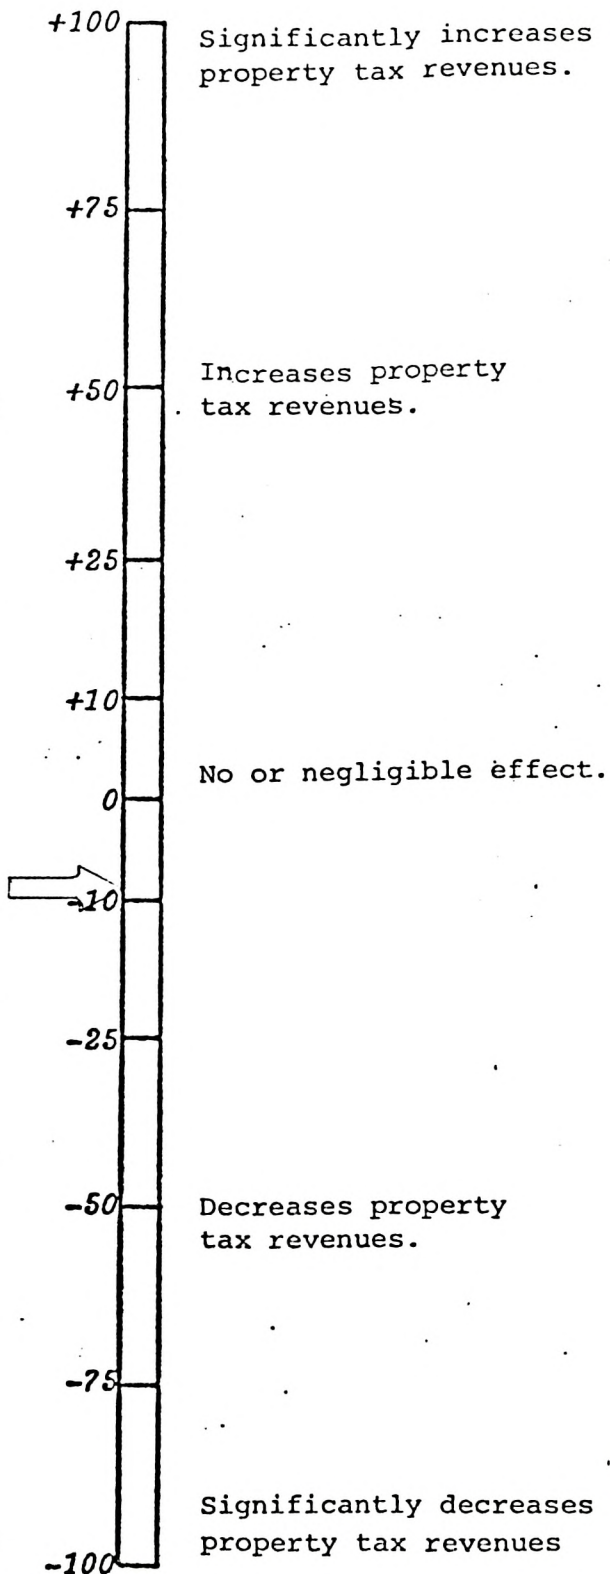 +100
Significantly increases
property tax revenues.
+75
+50
Increases property
tax revenues.
+25
+10
No or negligible effect.
0
-10
-25
-50
Decreases property
tax revenues.
-75
Significantly decreases
property tax revenues
-100